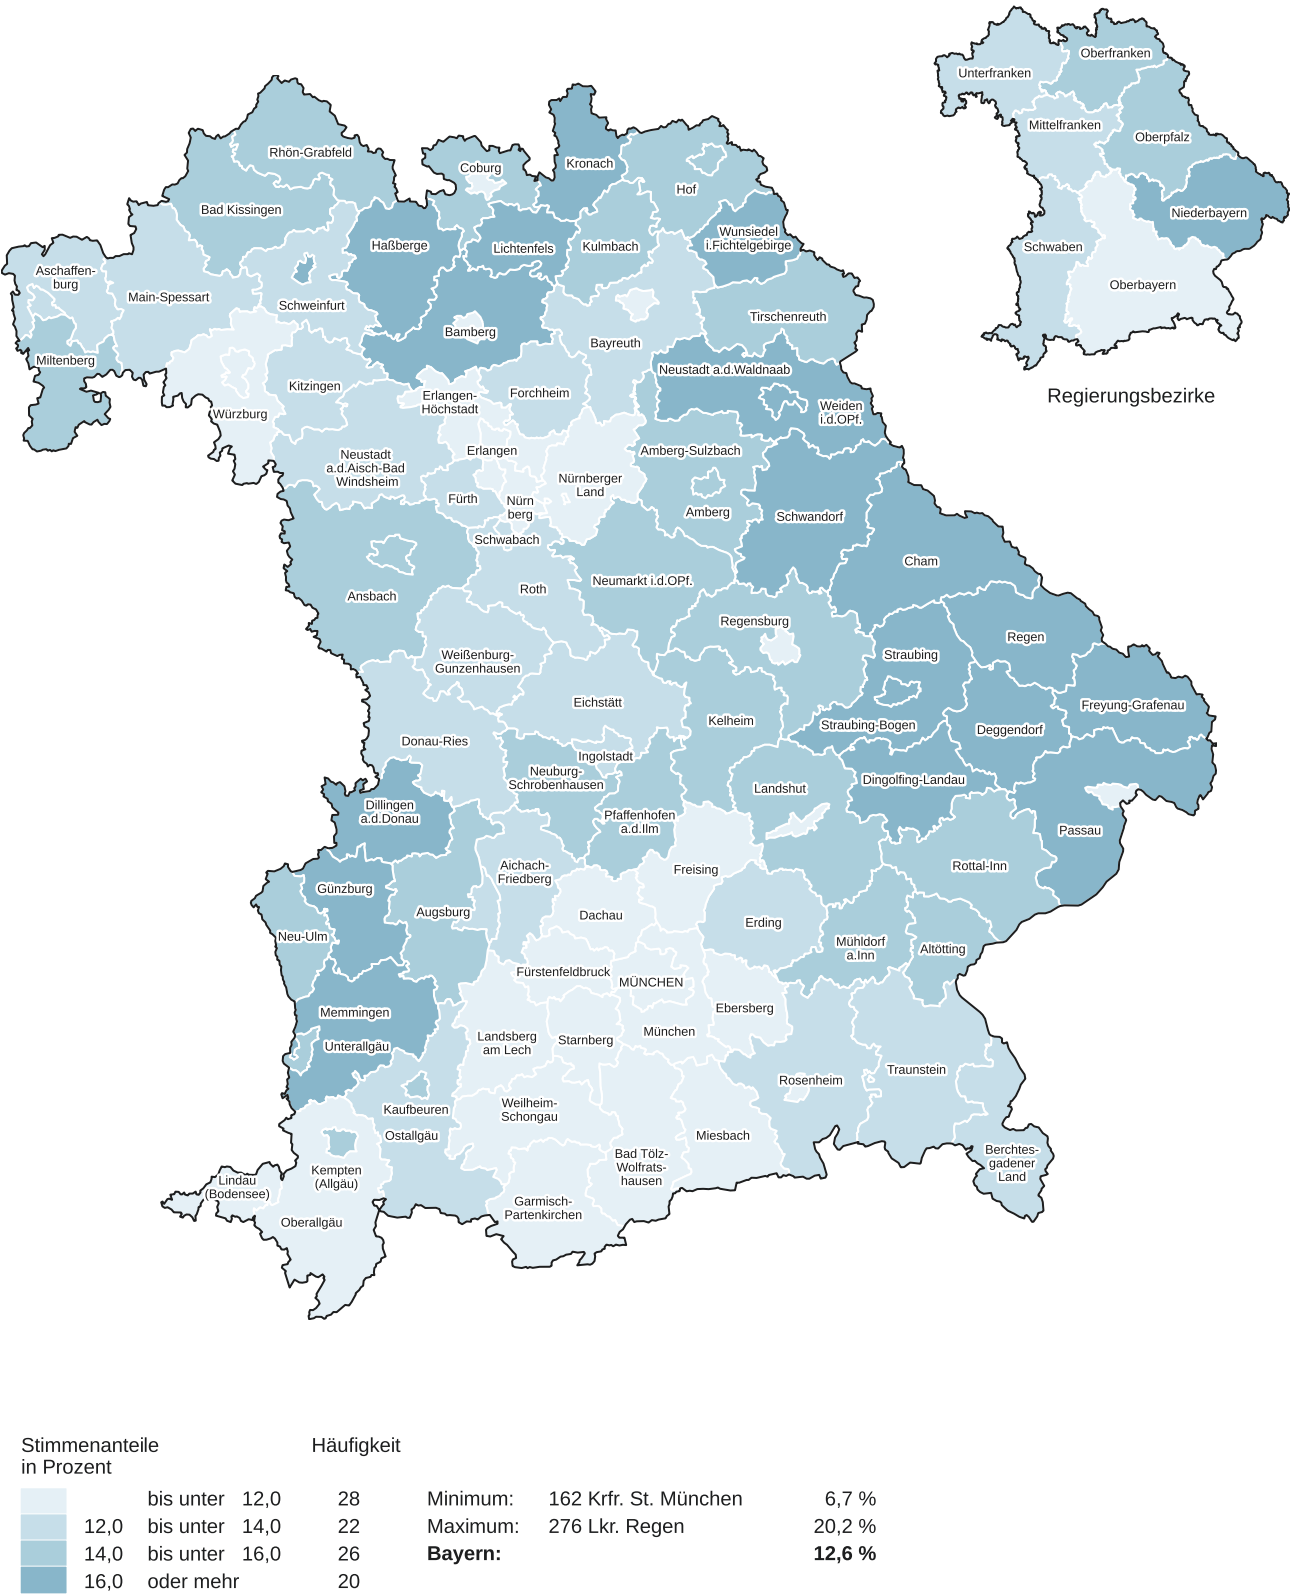 Oberfranken
Unterfranken
Mittelfranken
Oberpfalz
Niederbayern
Schwaben
Oberbayern
Regierungsbezirke
Rhön-Grabfeld
Coburg
Kronach
Hof
Bad Kissingen
Haßberge
Lichtenfels
Kulmbach
Wunsiedel
i.Fichtelgebirge
Aschaffen-
burg
Main-Spessart
Schweinfurt
Bamberg
Bayreuth
Tirschenreuth
Miltenberg
Kitzingen
Würzburg
Erlangen-
Höchstadt
Forchheim
Neustadt a.d.Waldnaab
Weiden
i.d.OPf.
Neustadt
a.d.Aisch-Bad
Windsheim
Erlangen
Amberg-Sulzbach
Fürth
Nürn
berg
Nürnberger
Land
Amberg
Schwandorf
Schwabach
Cham
Ansbach
Roth
Neumarkt i.d.OPf.
Regensburg
Regen
Weißenburg-
Gunzenhausen
Straubing
Eichstätt
Kelheim
Straubing-Bogen
Deggendorf
Freyung-Grafenau
Donau-Ries
Ingolstadt
Neuburg-
Schrobenhausen
Landshut
Dingolfing-Landau
Dillingen
a.d.Donau
Pfaffenhofen
a.d.Ilm
Passau
Aichach-
Friedberg
Freising
Rottal-Inn
Günzburg
Augsburg
Dachau
Erding
Neu-Ulm
Mühldorf
a.Inn
Altötting
Fürstenfeldbruck
MÜNCHEN
Memmingen
Ebersberg
Unterallgäu
Landsberg
am Lech
Starnberg
München
Traunstein
Rosenheim
Kaufbeuren
Weilheim-
Schongau
Ostallgäu
Miesbach
Bad Tölz-
Wolfrats-
hausen
Berchtes-
gadener
Land
Kempten
(Allgäu)
Lindau
(Bodensee)
Oberallgäu
Garmisch-
Partenkirchen
Stimmenanteile
in Prozent
Häufigkeit
bis unter 12,0 28 Minimum: 162 Krfr. St. München 6,7 %
12,0 bis unter 14,0 22 Maximum: 276 Lkr. Regen 20,2 %
14,0 bis unter 16,0 26 Bayern: 12,6 %
16,0 oder mehr 20